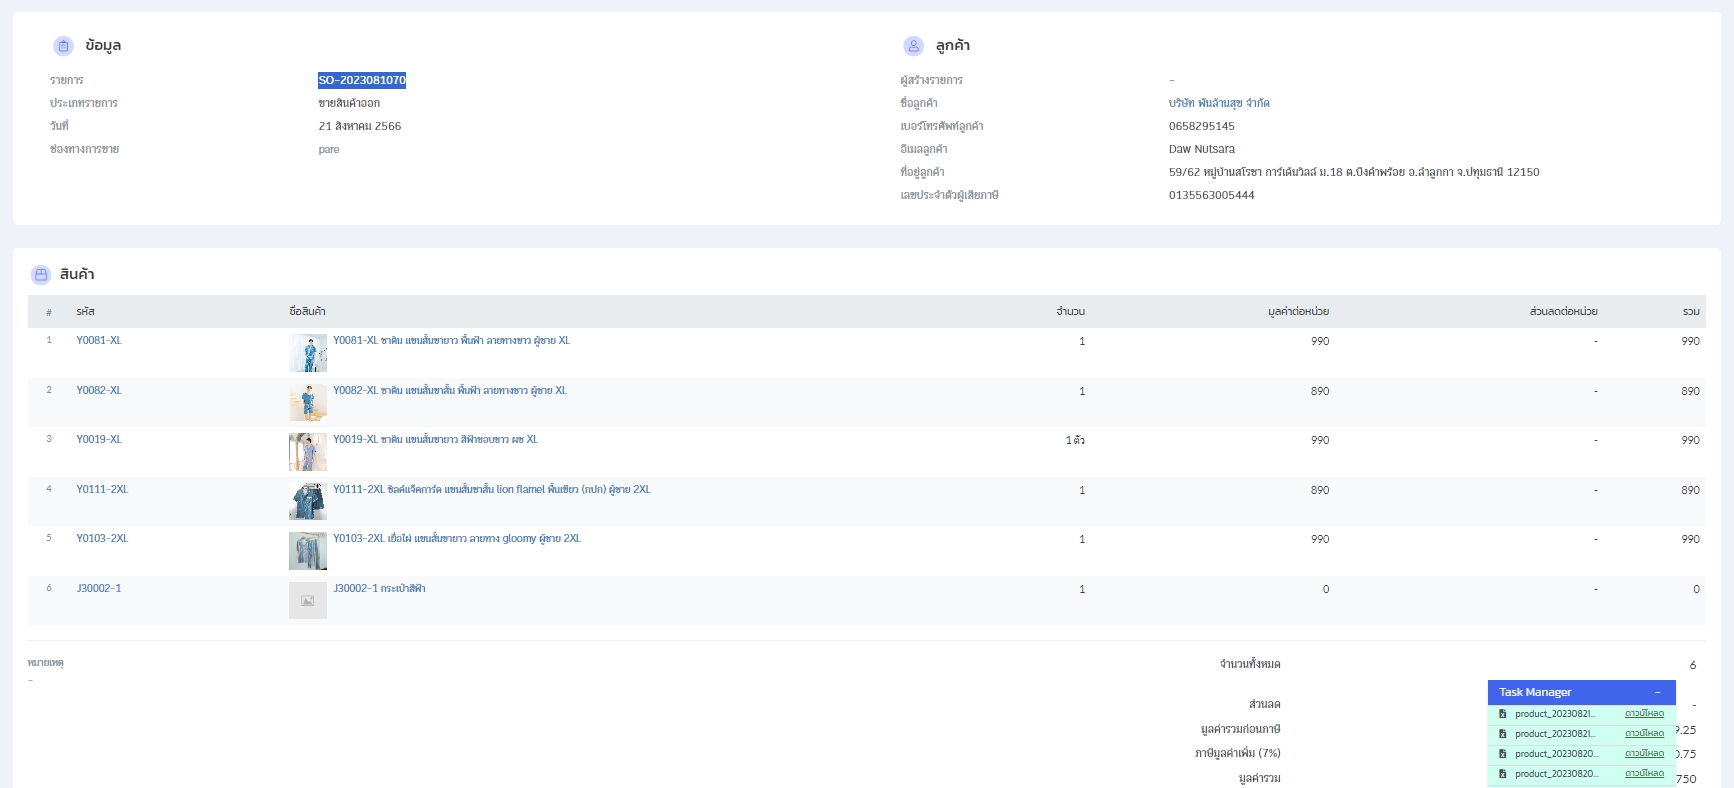 ข้อมูล
รายการ SO-2023081070
ประเภทรายการ ขายสินค้าออก
วันที่ 21 สิงหาคม 2566
ช่องทางการขาย pare
ลูกค้า
ผู้สร้างรายการ -
ชื่อลูกค้า บริษัท พันล้านสุข จำกัด
เบอร์โทรศัพท์ลูกค้า 0658295145
อีเมลลูกค้า Daw Nutsara
ที่อยู่ลูกค้า 59/62 หมู่บ้านสโรชา การ์เด้นวิลล์ ม.18 ต.บึงคำพร้อย อ.ลำลูกกา จ.ปทุมธานี 12150
เลขประจำตัวผู้เสียภาษี 0135563005444
สินค้า
# รหัส ชื่อสินค้า จำนวน มูลค่าต่อหน่วย ส่วนลดต่อหน่วย รวม
1 Y0081-XL Y0081-XL ซาติน แขนสั้นขายาว พื้นฟ้า ลายทางขาว ผู้ชาย XL 1 990 - 990
2 Y0082-XL Y0082-XL ซาติน แขนสั้นขาสั้น พื้นฟ้า ลายทางขาว ผู้ชาย XL 1 890 - 890
3 Y0019-XL Y0019-XL ซาติน แขนสั้นขายาว สีฟ้าขอบขาว ผช XL 1 ตัว 990 - 990
4 Y0111-2XL Y0111-2XL ซิลค์แจ็คการ์ด แขนสั้นขาสั้น lion flamel พื้นเขียว (กปก) ผู้ชาย 2XL 1 890 - 890
5 Y0103-2XL Y0103-2XL เยื่อไผ่ แขนสั้นขายาว ลายทาง gloomy ผู้ชาย 2XL 1 990 - 990
6 J30002-1 J30002-1 กระเป๋าสีฟ้า 1 0 - 0
หมายเหตุ
-
จำนวนทั้งหมด 6
ส่วนลด -
มูลค่ารวมก่อนภาษี 9.25
ภาษีมูลค่าเพิ่ม (7%) 0.75
มูลค่ารวม 750
Task Manager -
product_20230821... ดาวน์โหลด
product_20230821... ดาวน์โหลด
product_20230820... ดาวน์โหลด
product_20230820... ดาวน์โหลด